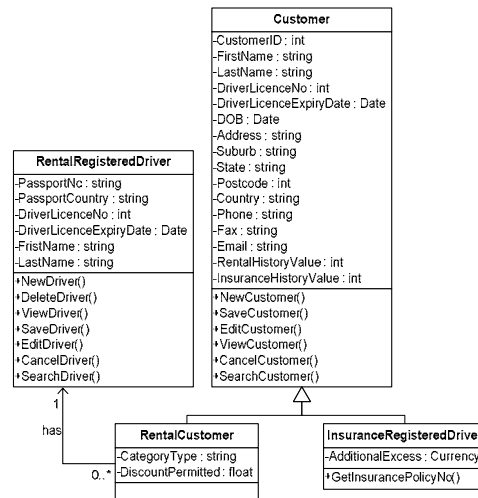 Customer
-CustomerID : int
-FirstName : string
-LastName : string
-DriverLicenceNo : int
-DriverLicenceExpiryDate : Date
-DOB : Date
-Address : string
-Suburb : string
-State : string
-Postcode : int
-Country : string
-Phone : string
-Fax : string
-Email : string
-RentalHistoryValue : int
-InsuranceHistoryValue : int
+NewCustomer()
+SaveCustomer()
+EditCustomer()
+ViewCustomer()
+CancelCustomer()
+SearchCustomer()
RentalRegisteredDriver
-PassportNo : string
-PassportCountry : string
-DriverLicenceNo : int
-DriverLicenceExpiryDate : Date
-FristName : string
-LastName : string
+NewDriver()
+DeleteDriver()
+ViewDriver()
+SaveDriver()
+EditDriver()
+CancelDriver()
+SearchDriver()
1
has
0..*
RentalCustomer
-CategoryType : string
-DiscountPermitted : float
InsuranceRegisteredDrive
-AdditionalExcess : Currency
+GetInsurancePolicyNo()